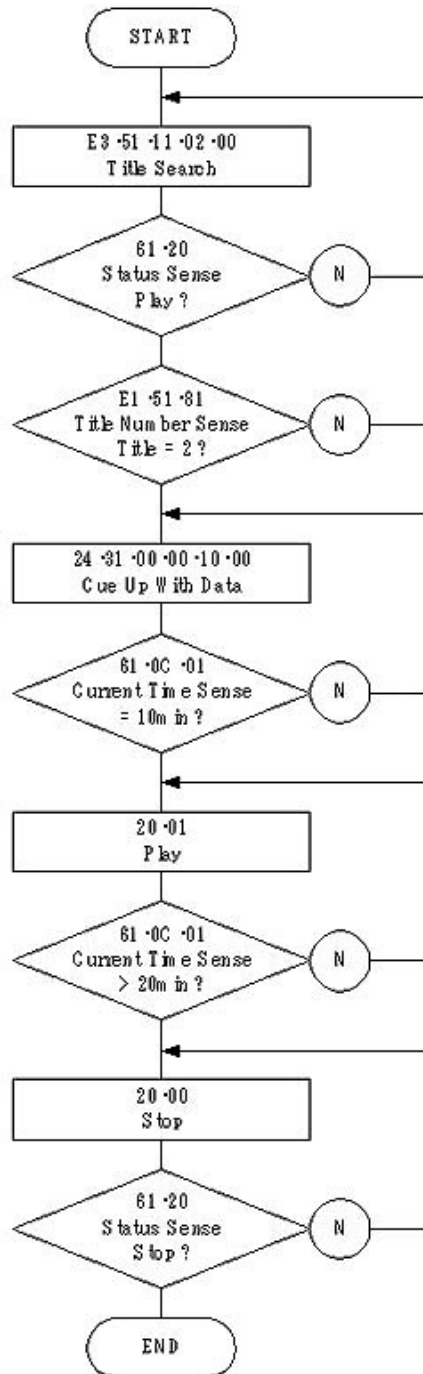 START
E3·51·11·02·00
Title Search
61·20
Status Sense
Play?
N
E1·51·81
Title Number Sense
Title = 2?
N
24·31·00·00·10·00
Cue Up With Data
61·0C·01
Current Time Sense
= 10min?
N
20·01
Play
61·0C·01
Current Time Sense
> 20min?
N
20·00
Stop
61·20
Status Sense
Stop?
N
END